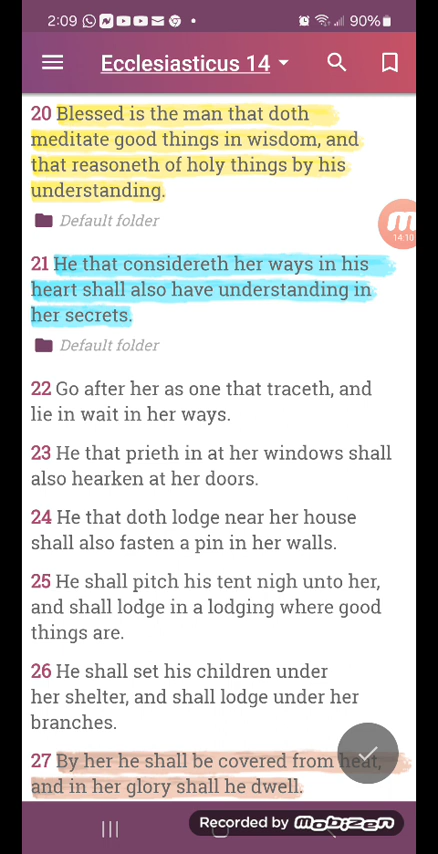 2:09 90%
Ecclesiasticus 14
20 Blessed is the man that doth
meditate good things in wisdom, and
that reasoneth of holy things by his
understanding.
Default folder
14:10
21 He that considereth her ways in his
heart shall also have understanding in
her secrets.
Default folder
22 Go after her as one that traceth, and
lie in wait in her ways.
23 He that prieth in at her windows shall
also hearken at her doors.
24 He that doth lodge near her house
shall also fasten a pin in her walls.
25 He shall pitch his tent nigh unto her,
and shall lodge in a lodging where good
things are.
26 He shall set his children under
her shelter, and shall lodge under her
branches.
27 By her he shall be covered from heat,
and in her glory shall he dwell.
Recorded by mobizen